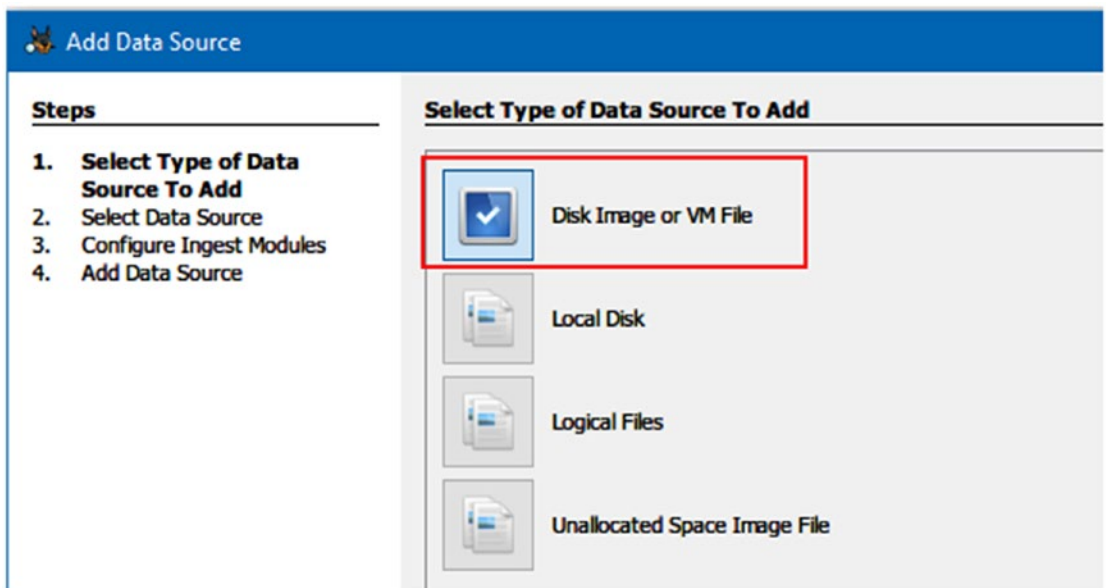 Add Data Source
Steps
1. Select Type of Data
Source To Add
2. Select Data Source
3. Configure Ingest Modules
4. Add Data Source
Select Type of Data Source To Add
Disk Image or VM File
Local Disk
Logical Files
Unallocated Space Image File